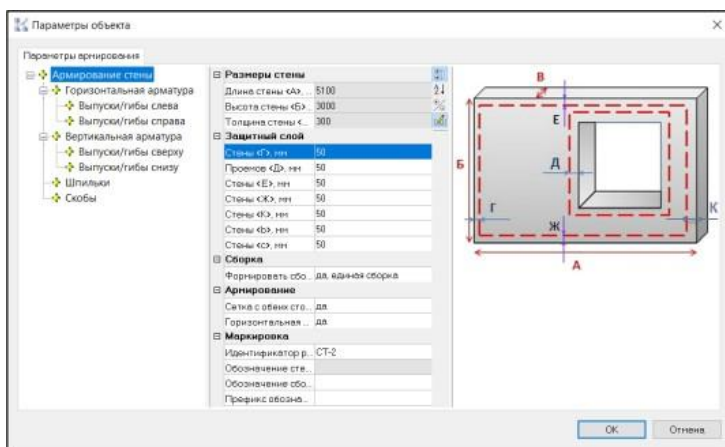 Параметры объекта
Параметры армирования
Армирование стены
Горизонтальная арматура
Выпуски/гибы слева
Выпуски/гибы справа
Вертикальная арматура
Выпуски/гибы сверху
Выпуски/гибы снизу
Шпильки
Скобы
Размеры стены
Длина стены <А>, .. 5100
Высота стены <Б>.. 3000
Толщина стены <.. 300
Защитный слой
Стены <Г>, мм 50
Проемов <Д>, мм 50
Стены <Е>, мм 50
Стены <Ж>, мм 50
Стены <К>, мм 50
Стены <b>, мм 50
Стены <c>, мм 50
Сборка
Формировать сбо.. да, единая сборка
Армирование
Сетка с обеих сто.. да
Горизонтальная .. да
Маркировка
Идентификатор р.. СТ-2
Обозначение сте..
Обозначение сбо..
Префикс обозна..
В
Е
Б
Д
Г
К
Ж
А
OK
Отмена